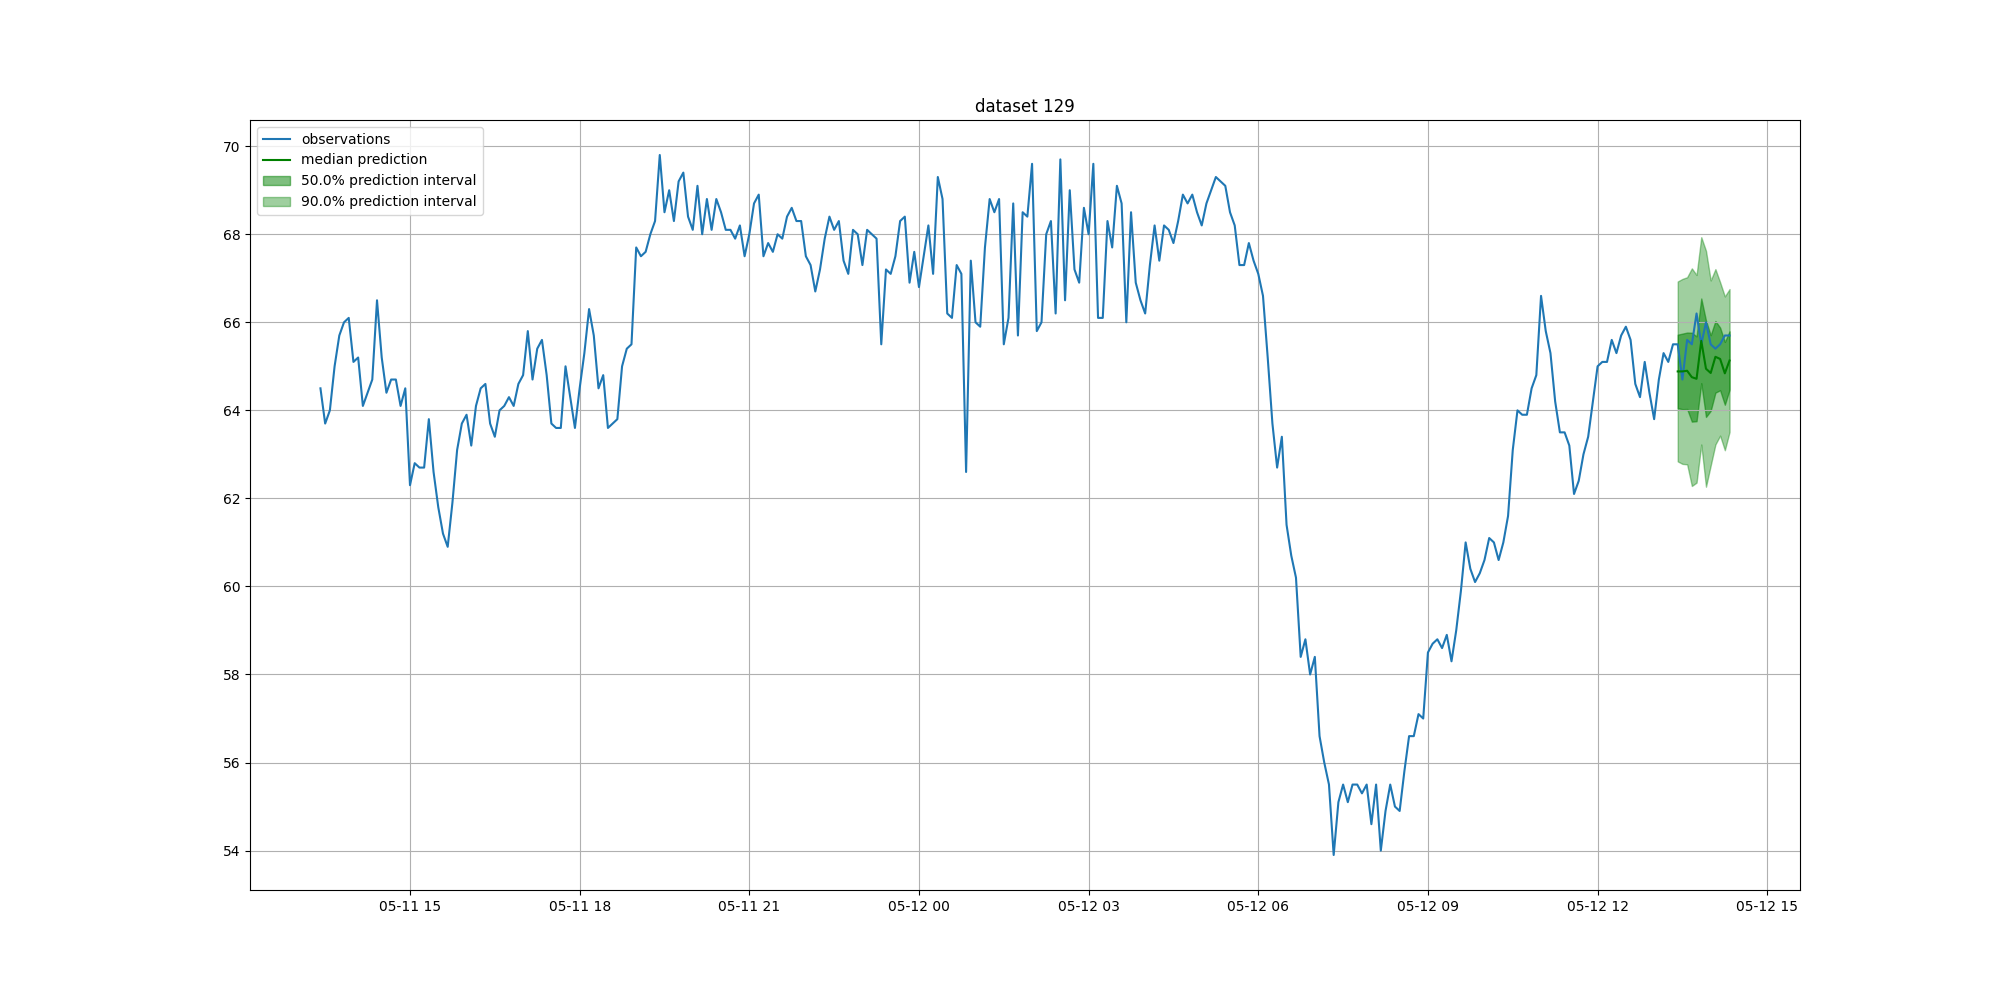 dataset 129
observations
median prediction
50.0% prediction interval
90.0% prediction interval
70
68
66
64
62
60
58
56
54
05-11 15 05-11 18 05-11 21 05-12 00 05-12 03 05-12 06 05-12 09 05-12 12 05-12 15